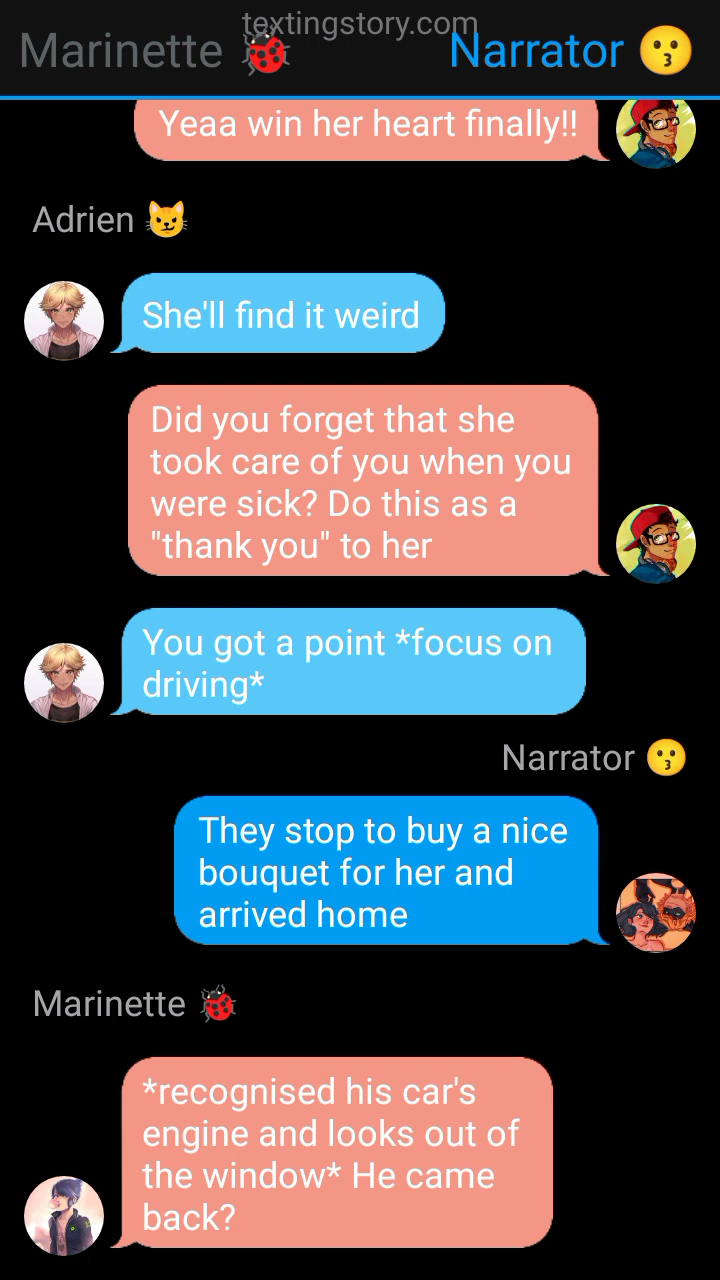 textingstory.com
Marinette 🐞 Narrator 😗
Yeaa win her heart finally!!
Adrien 😼
She'll find it weird
Did you forget that she
took care of you when you
were sick? Do this as a
"thank you" to her
You got a point *focus on
driving*
Narrator 😗
They stop to buy a nice
bouquet for her and
arrived home
Marinette 🐞
*recognised his car's
engine and looks out of
the window* He came
back?